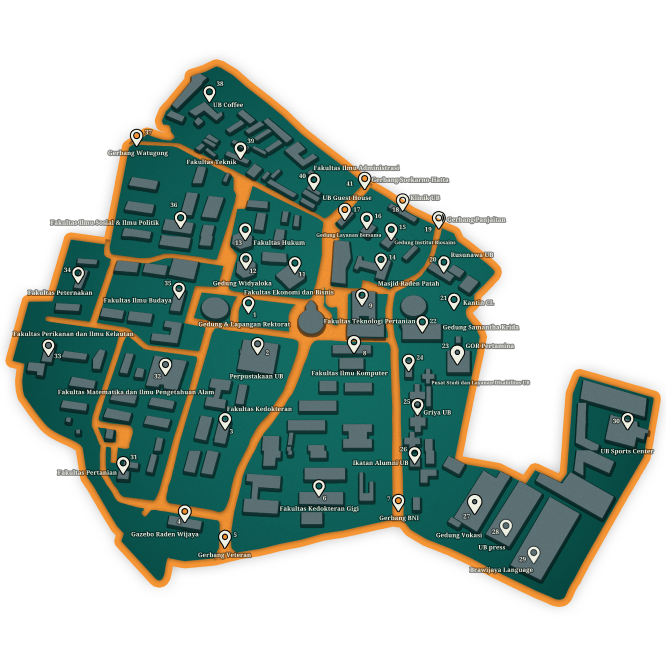 38
UB Coffee
37
Gerbang Watugong
39
Fakultas Teknik
Fakultas Ilmu Administrasi
40
41
Gerbang Soekarno-Hatta
UB Guest House
Klinik UB
36
Fakultas Ilmu Sosial & Ilmu Politik
17
18
16
Gerbang Panjaitan
15
19
Gedung Layanan Bersama
13
Fakultas Hukum
Gedung Institut Biosains
Rusunawa UB
14
20
34
12
11
Gedung Widyaloka
Masjid Raden Patah
Fakultas Peternakan
35
Fakultas Ekonomi dan Bisnis
Fakultas Ilmu Budaya
21
Kantin CL
9
1
Gedung & Lapangan Rektorat
Fakultas Teknologi Pertanian
22
Gedung Samantha Krida
Fakultas Perikanan dan Ilmu Kelautan
33
2
8
23
GOR Pertamina
24
32
Perpustakaan UB
Fakultas Ilmu Komputer
Pusat Studi dan Layanan Disabilitas UB
Fakultas Matematika dan Ilmu Pengetahuan Alam
25
Fakultas Kedokteran
Griya UB
3
30
26
UB Sports Center
31
Ikatan Alumni UB
Fakultas Pertanian
6
7
Fakultas Kedokteran Gigi
27
4
Gerbang BNI
Gazebo Raden Wijaya
5
28
Gedung Vokasi
UB press
Gerbang Veteran
29
Brawijaya Language